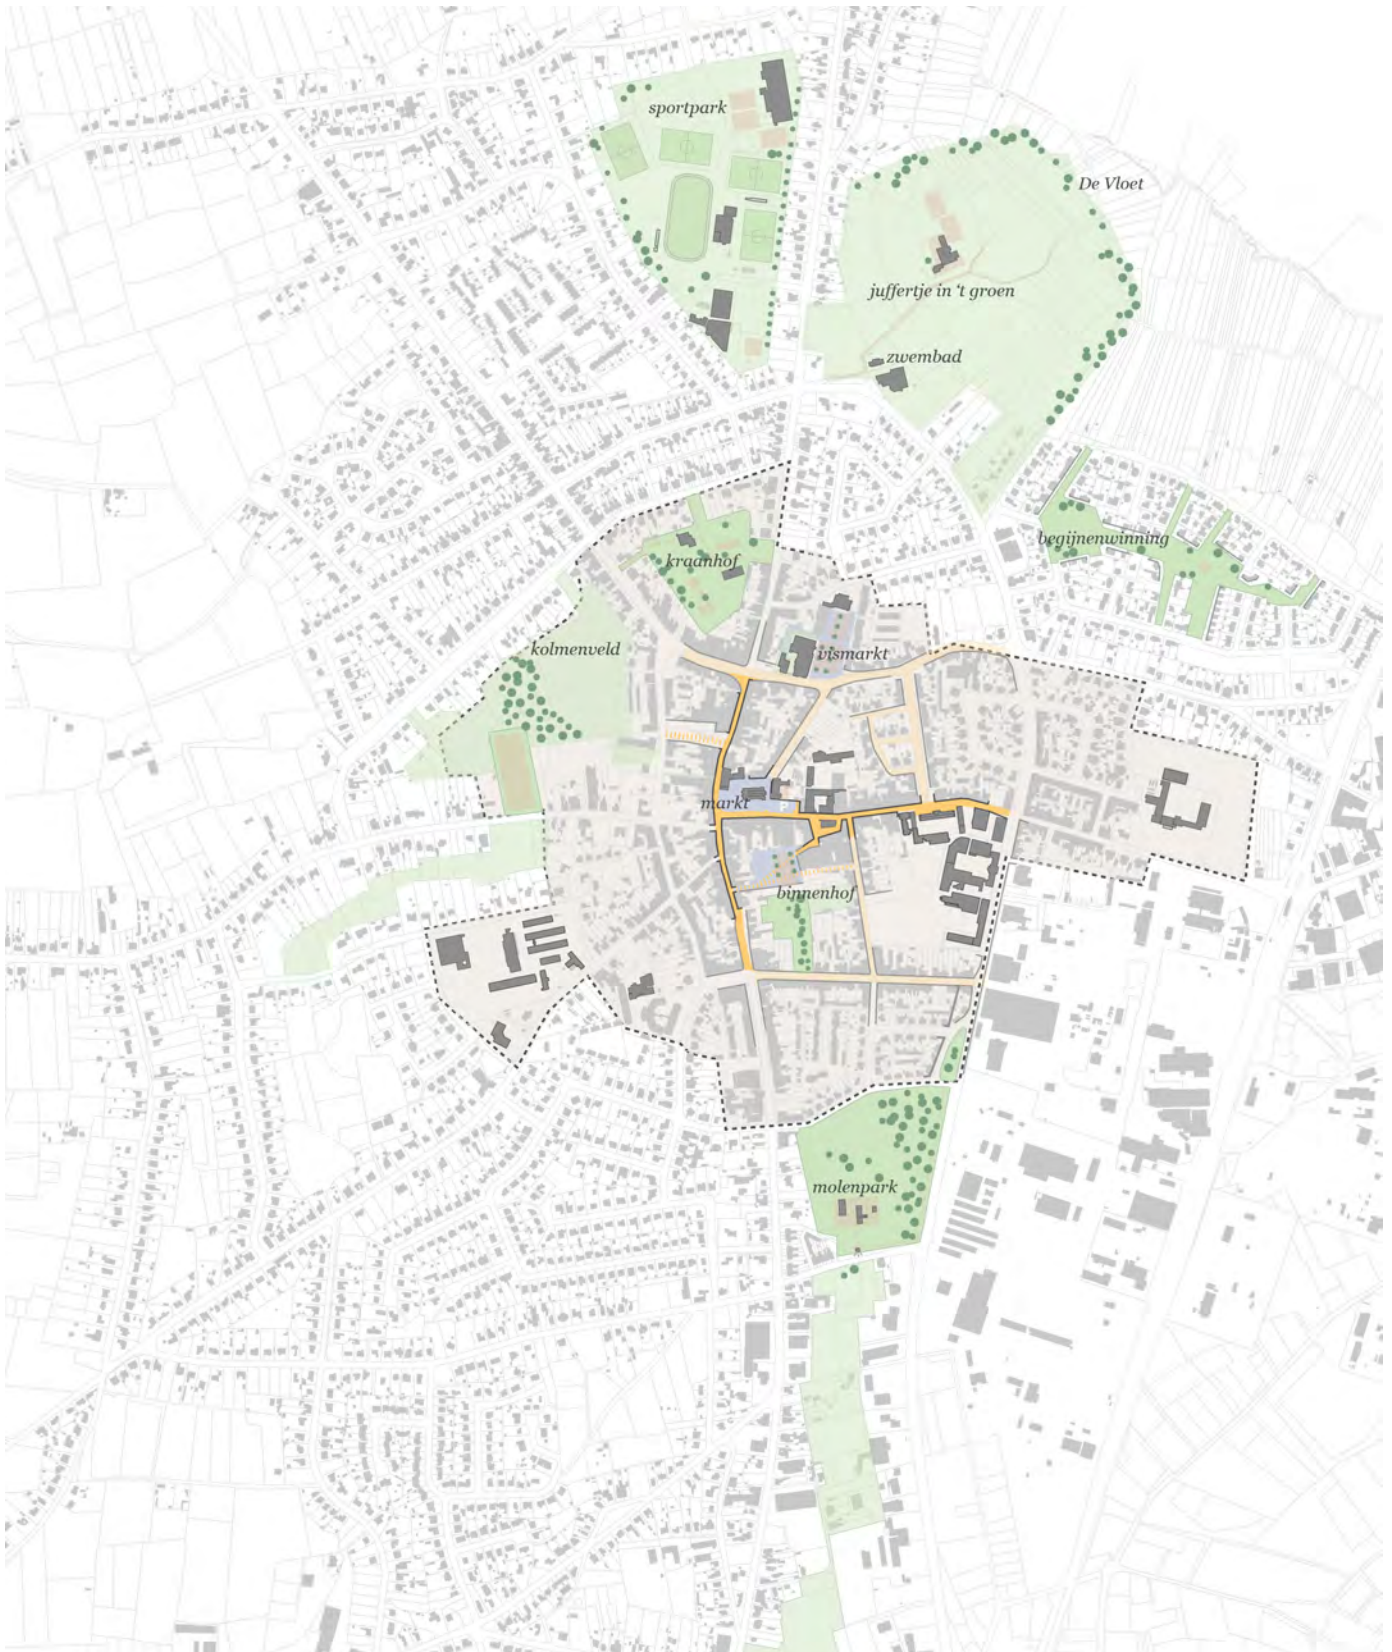 sportpark
De Vloet
juffertje in ‘t groen
zwembad
begijnenwinning
kraanhof
kolmenveld
vismarkt
markt
P
binnenhof
molenpark